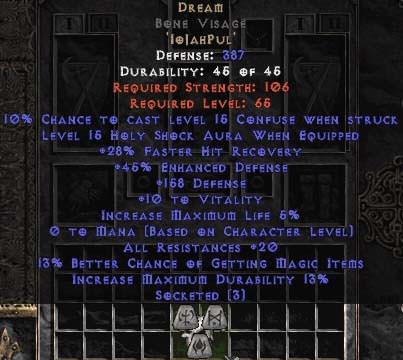 Dream
Bone Visage
'IoJahPul'
Defense: 387
Durability: 45 of 45
Required Strength: 106
Required Level: 65
10% Chance to cast level 15 Confuse when struck
Level 15 Holy Shock Aura When Equipped
+28% Faster Hit Recovery
+45% Enhanced Defense
+158 Defense
+10 to Vitality
Increase Maximum Life 5%
0 to Mana (Based on Character Level)
All Resistances +20
13% Better Chance of Getting Magic Items
Increase Maximum Durability 13%
Socketed (3)